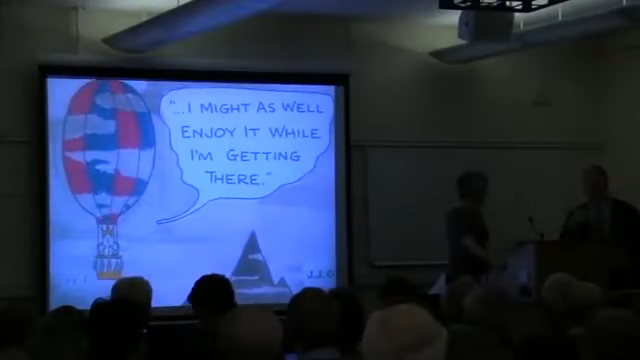 "...I MIGHT AS WELL
ENJOY IT WHILE
I'M GETTING
THERE."
J.J.G